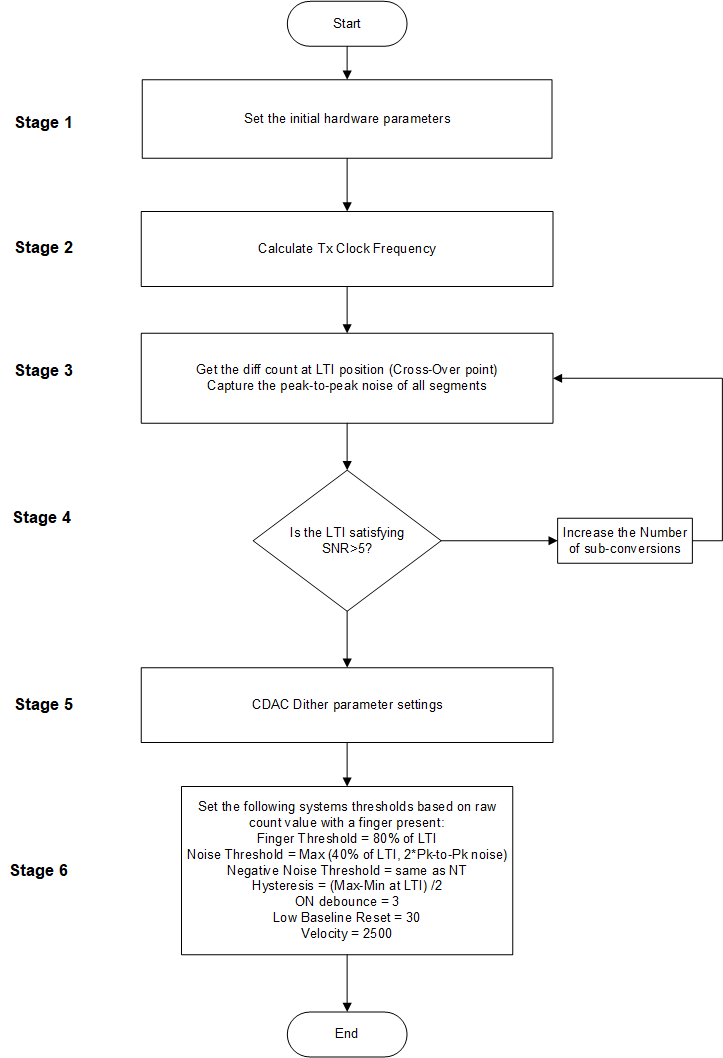 Start
Stage 1
Set the initial hardware parameters
Stage 2
Calculate Tx Clock Frequency
Stage 3
Get the diff count at LTI position (Cross-Over point)
Capture the peak-to-peak noise of all segments
Stage 4
Is the LTI satisfying
SNR>5?
Increase the Number
of sub-conversions
Stage 5
CDAC Dither parameter settings
Stage 6
Set the following systems thresholds based on raw
count value with a finger present:
Finger Threshold = 80% of LTI
Noise Threshold = Max (40% of LTI, 2*Pk-to-Pk noise)
Negative Noise Threshold = same as NT
Hysteresis = (Max-Min at LTI) /2
ON debounce = 3
Low Baseline Reset = 30
Velocity = 2500
End